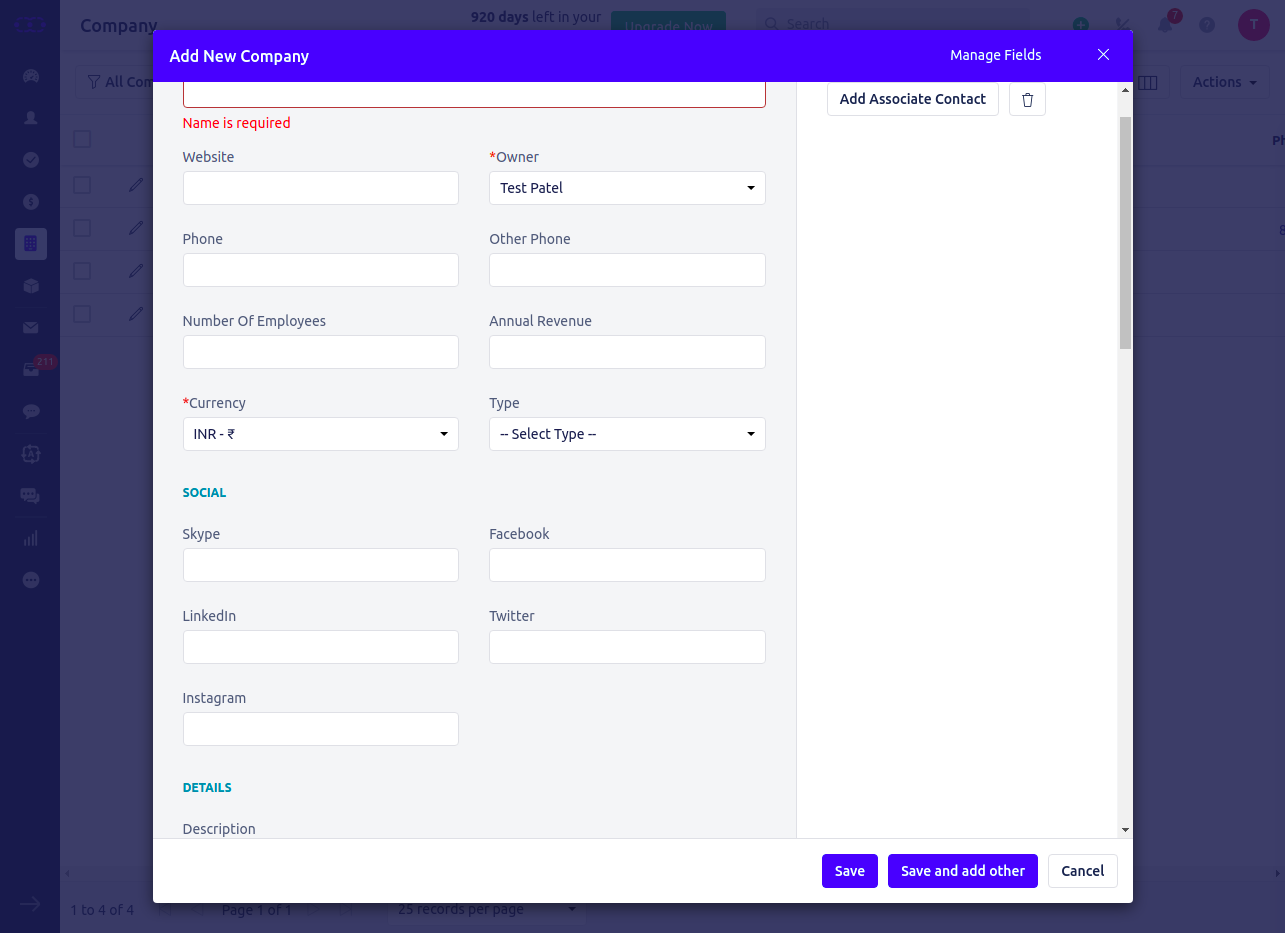 Company
920 days left in your
Upgrade Now
Search
7
T
Add New Company
Manage Fields
All Com
Actions
Add Associate Contact
Name is required
Website
*Owner
Test Patel
Phone
Other Phone
Number Of Employees
Annual Revenue
*Currency
Type
INR - ₹
-- Select Type --
SOCIAL
Skype
Facebook
LinkedIn
Twitter
Instagram
DETAILS
Description
211
Save
Save and add other
Cancel
1 to 4 of 4
Page 1 of 1
25 records per page